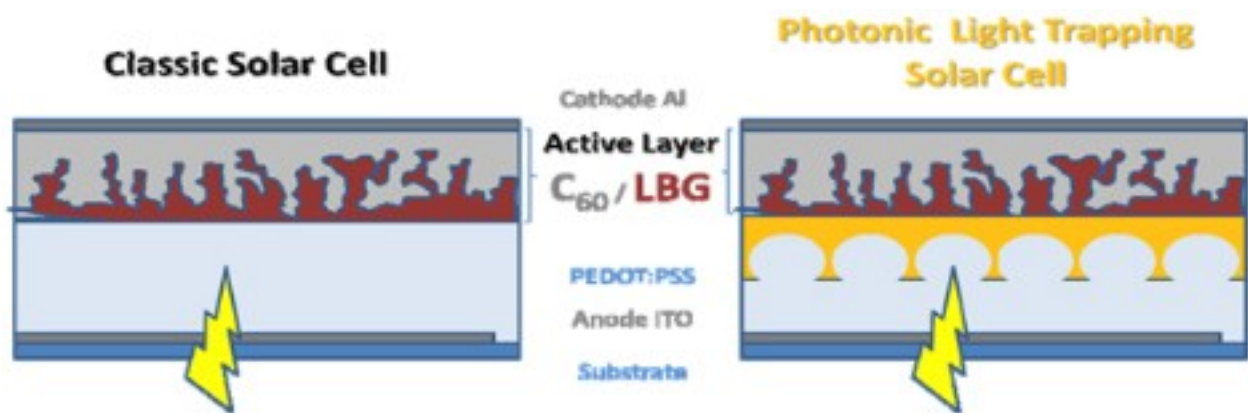 Classic Solar Cell
Photonic Light Trapping
Solar Cell
Cathode Al
Active Layer
C₆₀ / LBG
PEDOT:PSS
Anode ITO
Substrate